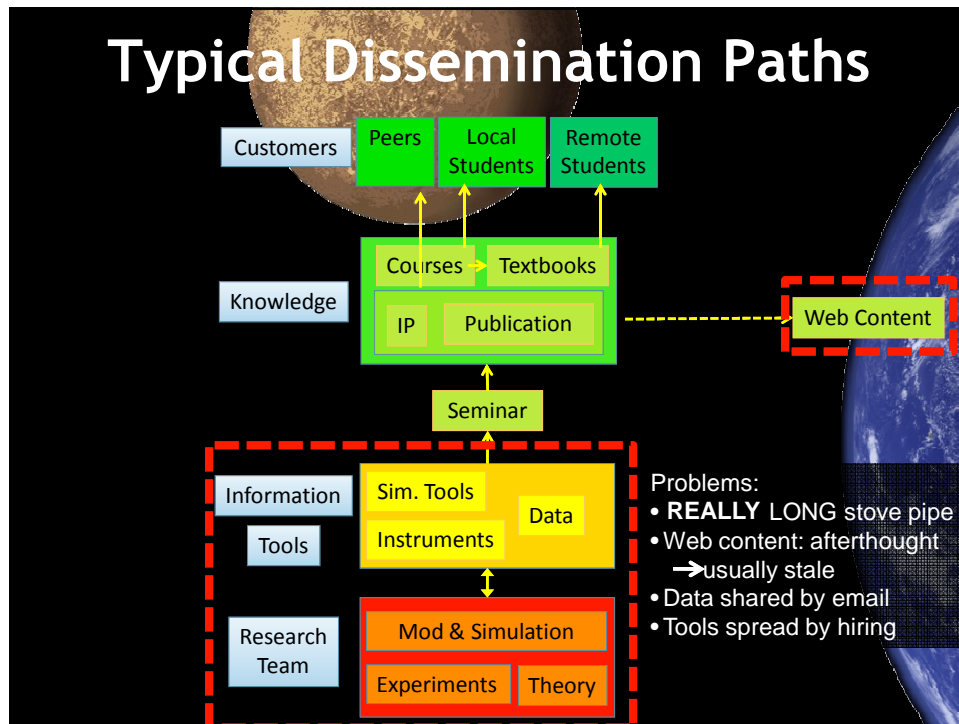 Typical Dissemination Paths
Customers
Peers
Local
Students
Remote
Students
Knowledge
Courses
Textbooks
IP
Publication
Web Content
Seminar
Information
Tools
Sim. Tools
Instruments
Data
Research
Team
Mod & Simulation
Experiments
Theory
Problems:
• REALLY LONG stove pipe
• Web content: afterthought
→usually stale
• Data shared by email
• Tools spread by hiring